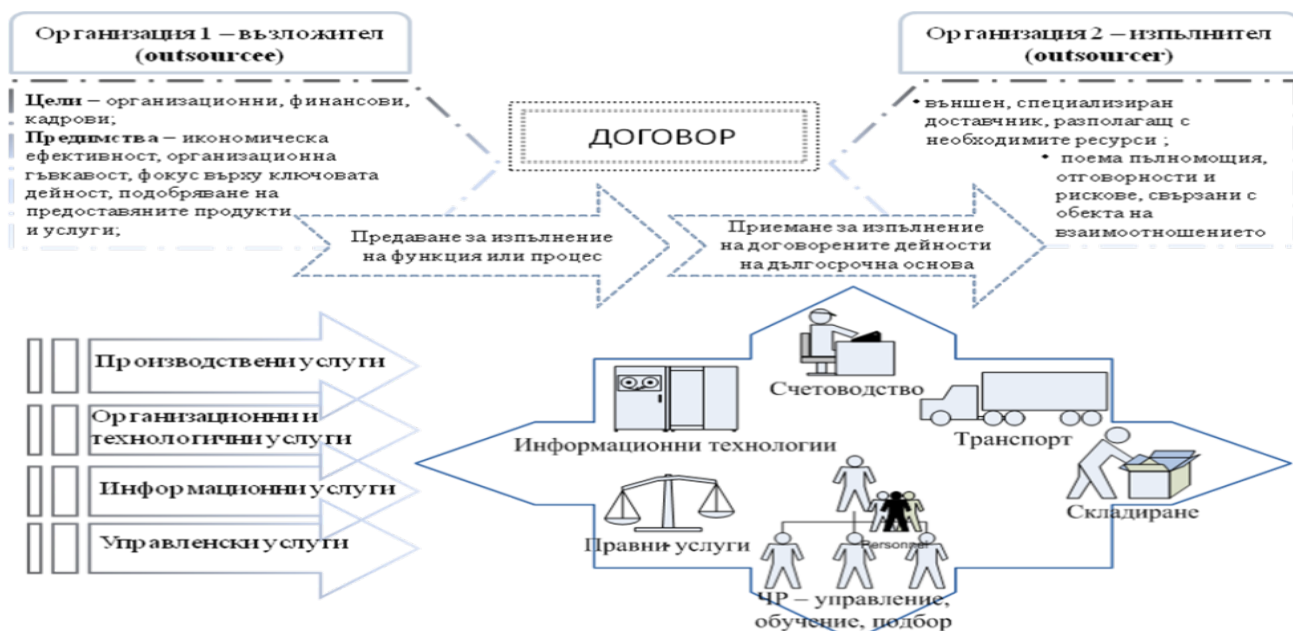 Организация 1 – възложител
(outsourcee)
Цели – организационни, финансови,
кадрови;
Предимства – икономическа
ефективност, организационна
гъвкавост, фокус върху ключовата
дейност, подобряване на
предоставяните продукти
и услуги;
ДОГОВОР
Организация 2 – изпълнител
(outsourcer)
• външен, специализиран
доставчик, разполагащ с
необходимите ресурси ;
• поема пълномощия,
отговорности и
рискове, свързани с
обекта на
взаимоотношението
Предаване за изпълнение
на функция или процес
Приемане за изпълнение
на договорените дейности
на дългосрочна основа
Производствени услуги
Организационни и
технологични услуги
Информационни услуги
Управленски услуги
Счетоводство
Информационни технологии
Транспорт
Складиране
Правни услуги
Personnel
ЧР – управление,
обучение, подбор